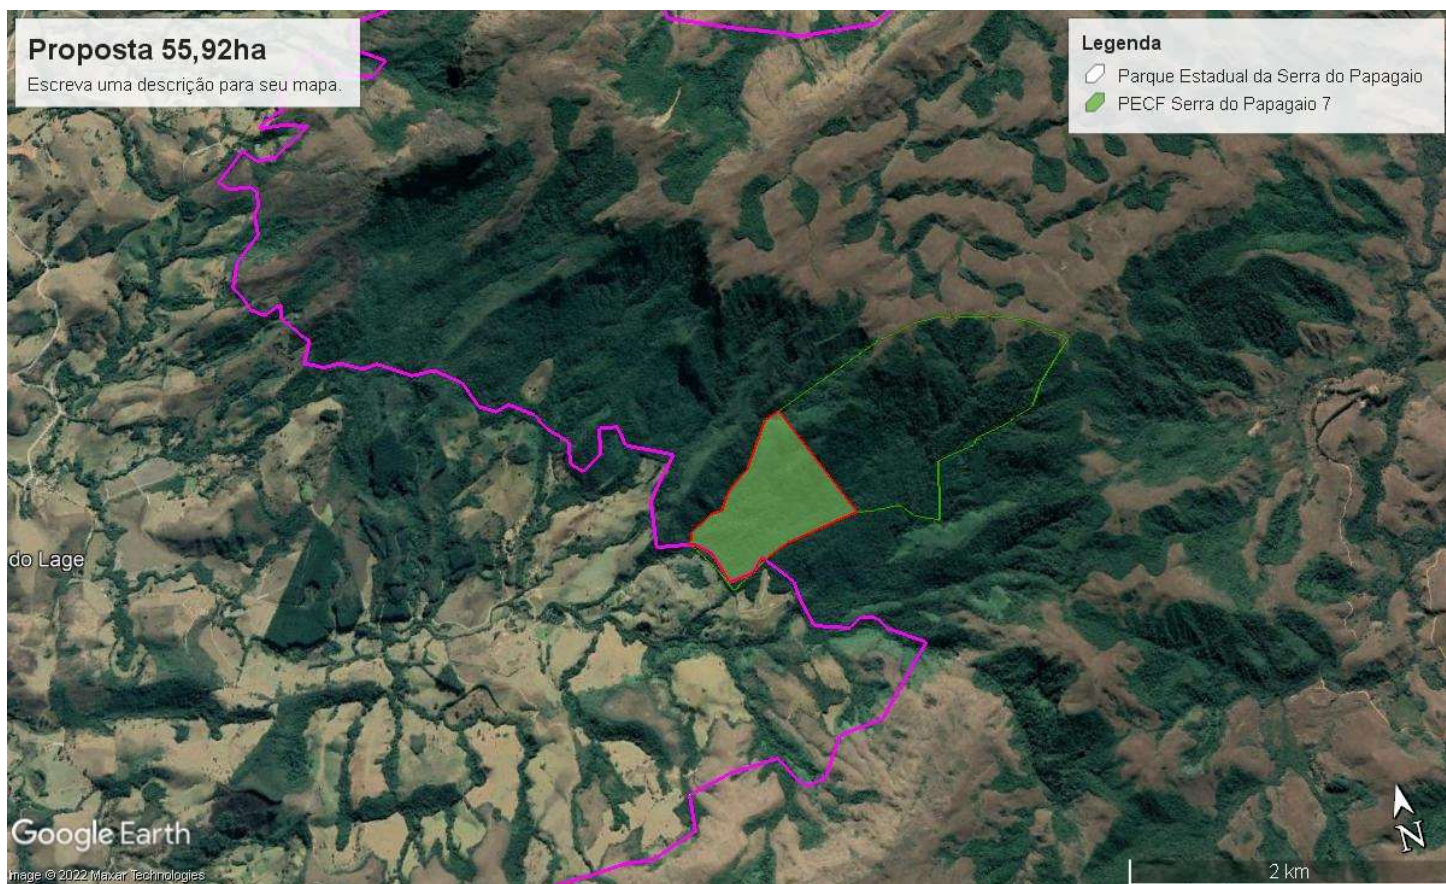 Proposta 55,92ha
Escreva uma descrição para seu mapa.
Legenda
Parque Estadual da Serra do Papagaio
PECF Serra do Papagaio 7
do Lage
Google Earth
mage © 2022 Maxar Technologies
N
2 km